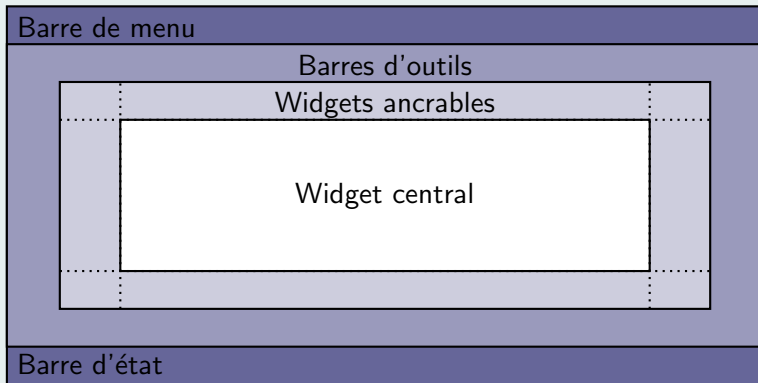 Barre de menu
Barres d'outils
Widgets ancrables
Widget central
Barre d'état